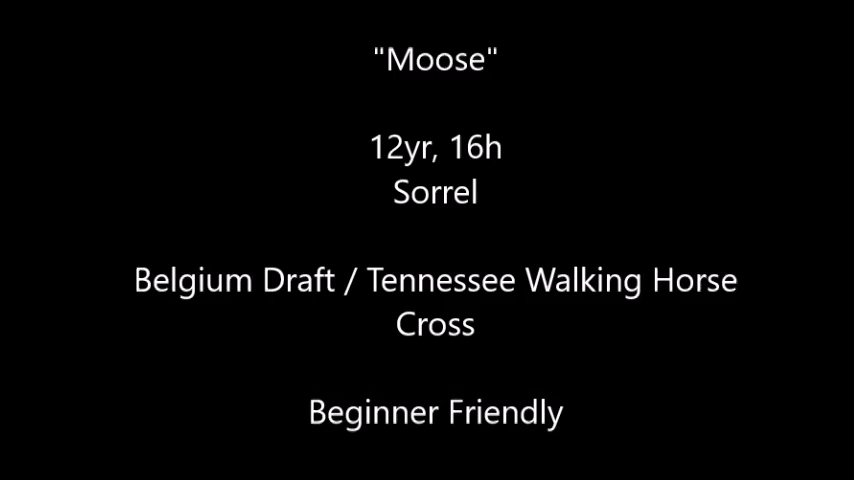 "Moose"
12yr, 16h
Sorrel
Belgium Draft / Tennessee Walking Horse
Cross
Beginner Friendly